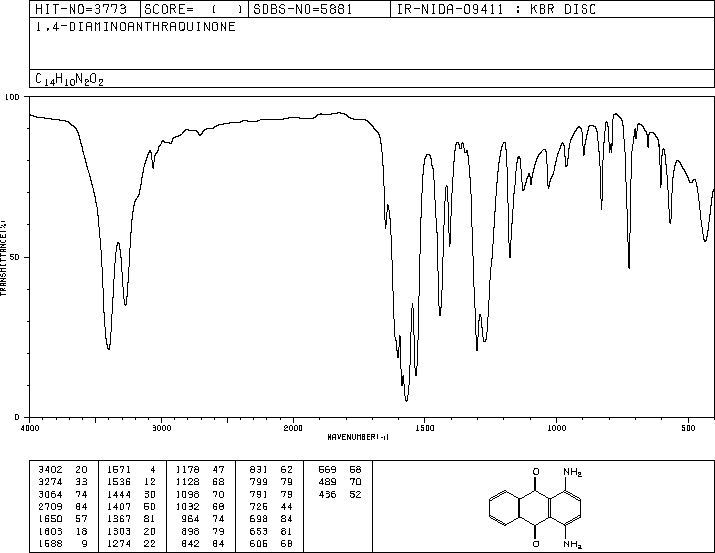 HIT-NO=3773 SCORE= ( ) SDBS-NO=5881 IR-NIDA-09411 : KBR DISC
1,4-DIAMINOANTHRAQUINONE
C14H10N2O2
100
50
0
TRANSMITTANCE(%)
4000 3000 2000 1500 1000 500
WAVENUMBER(-1)
3402 20 1571 4 1178 47 831 62 569 58
3274 33 1536 12 1128 68 799 79 489 70
3064 74 1444 30 1098 70 791 79 436 52
2709 84 1407 50 1032 68 726 44
1650 57 1367 81 964 74 698 84
1603 18 1303 20 898 79 653 81
1588 9 1274 22 842 84 606 68
O NH2
O NH2